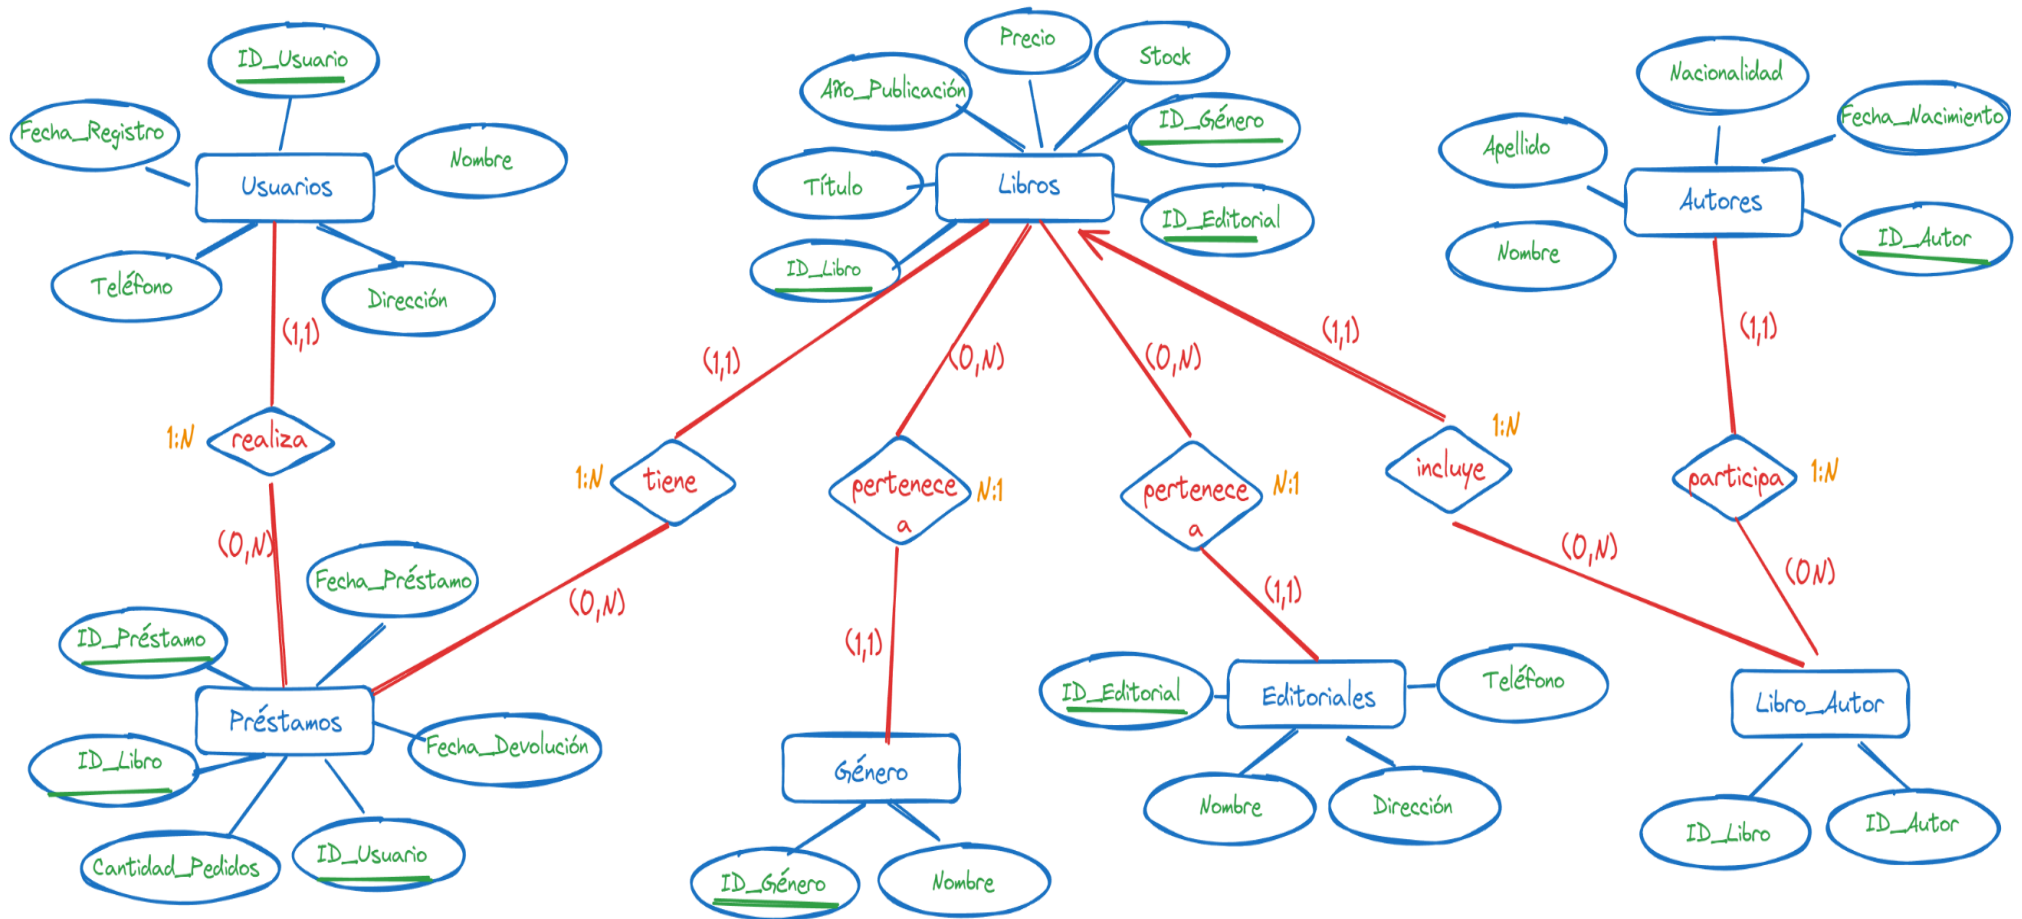 ID_Usuario
Fecha_Registro
Nombre
Usuarios
Teléfono
Dirección
Precio
Stock
Año_Publicación
ID_Género
Título
Libros
ID_Editorial
ID_Libro
Nacionalidad
Fecha_Nacimiento
Apellido
Autores
Nombre
ID_Autor
(1,1)
(1,1)
(0,N)
(0,N)
(1,1)
(1,1)
1:N
realiza
1:N
tiene
pertenece
a
N:1
pertenece
a
N:1
1:N
incluye
participa
1:N
(0,N)
(0,N)
(1,1)
(1,1)
(0,N)
(0N)
Fecha_Préstamo
ID_Préstamo
Préstamos
ID_Libro
Fecha_Devolución
Cantidad_Pedidos
ID_Usuario
Género
ID_Género
Nombre
ID_Editorial
Editoriales
Teléfono
Nombre
Dirección
Libro_Autor
ID_Libro
ID_Autor